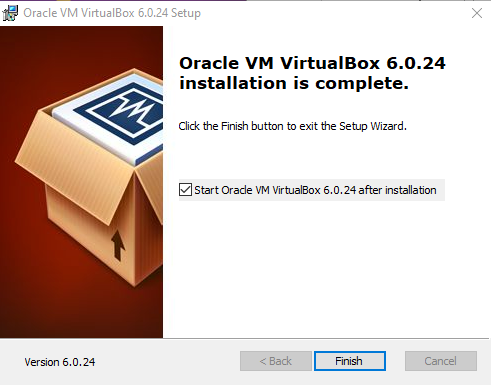 Oracle VM VirtualBox 6.0.24 Setup
Oracle VM VirtualBox 6.0.24
installation is complete.
Click the Finish button to exit the Setup Wizard.
Start Oracle VM VirtualBox 6.0.24 after installation
Version 6.0.24
< Back
Finish
Cancel